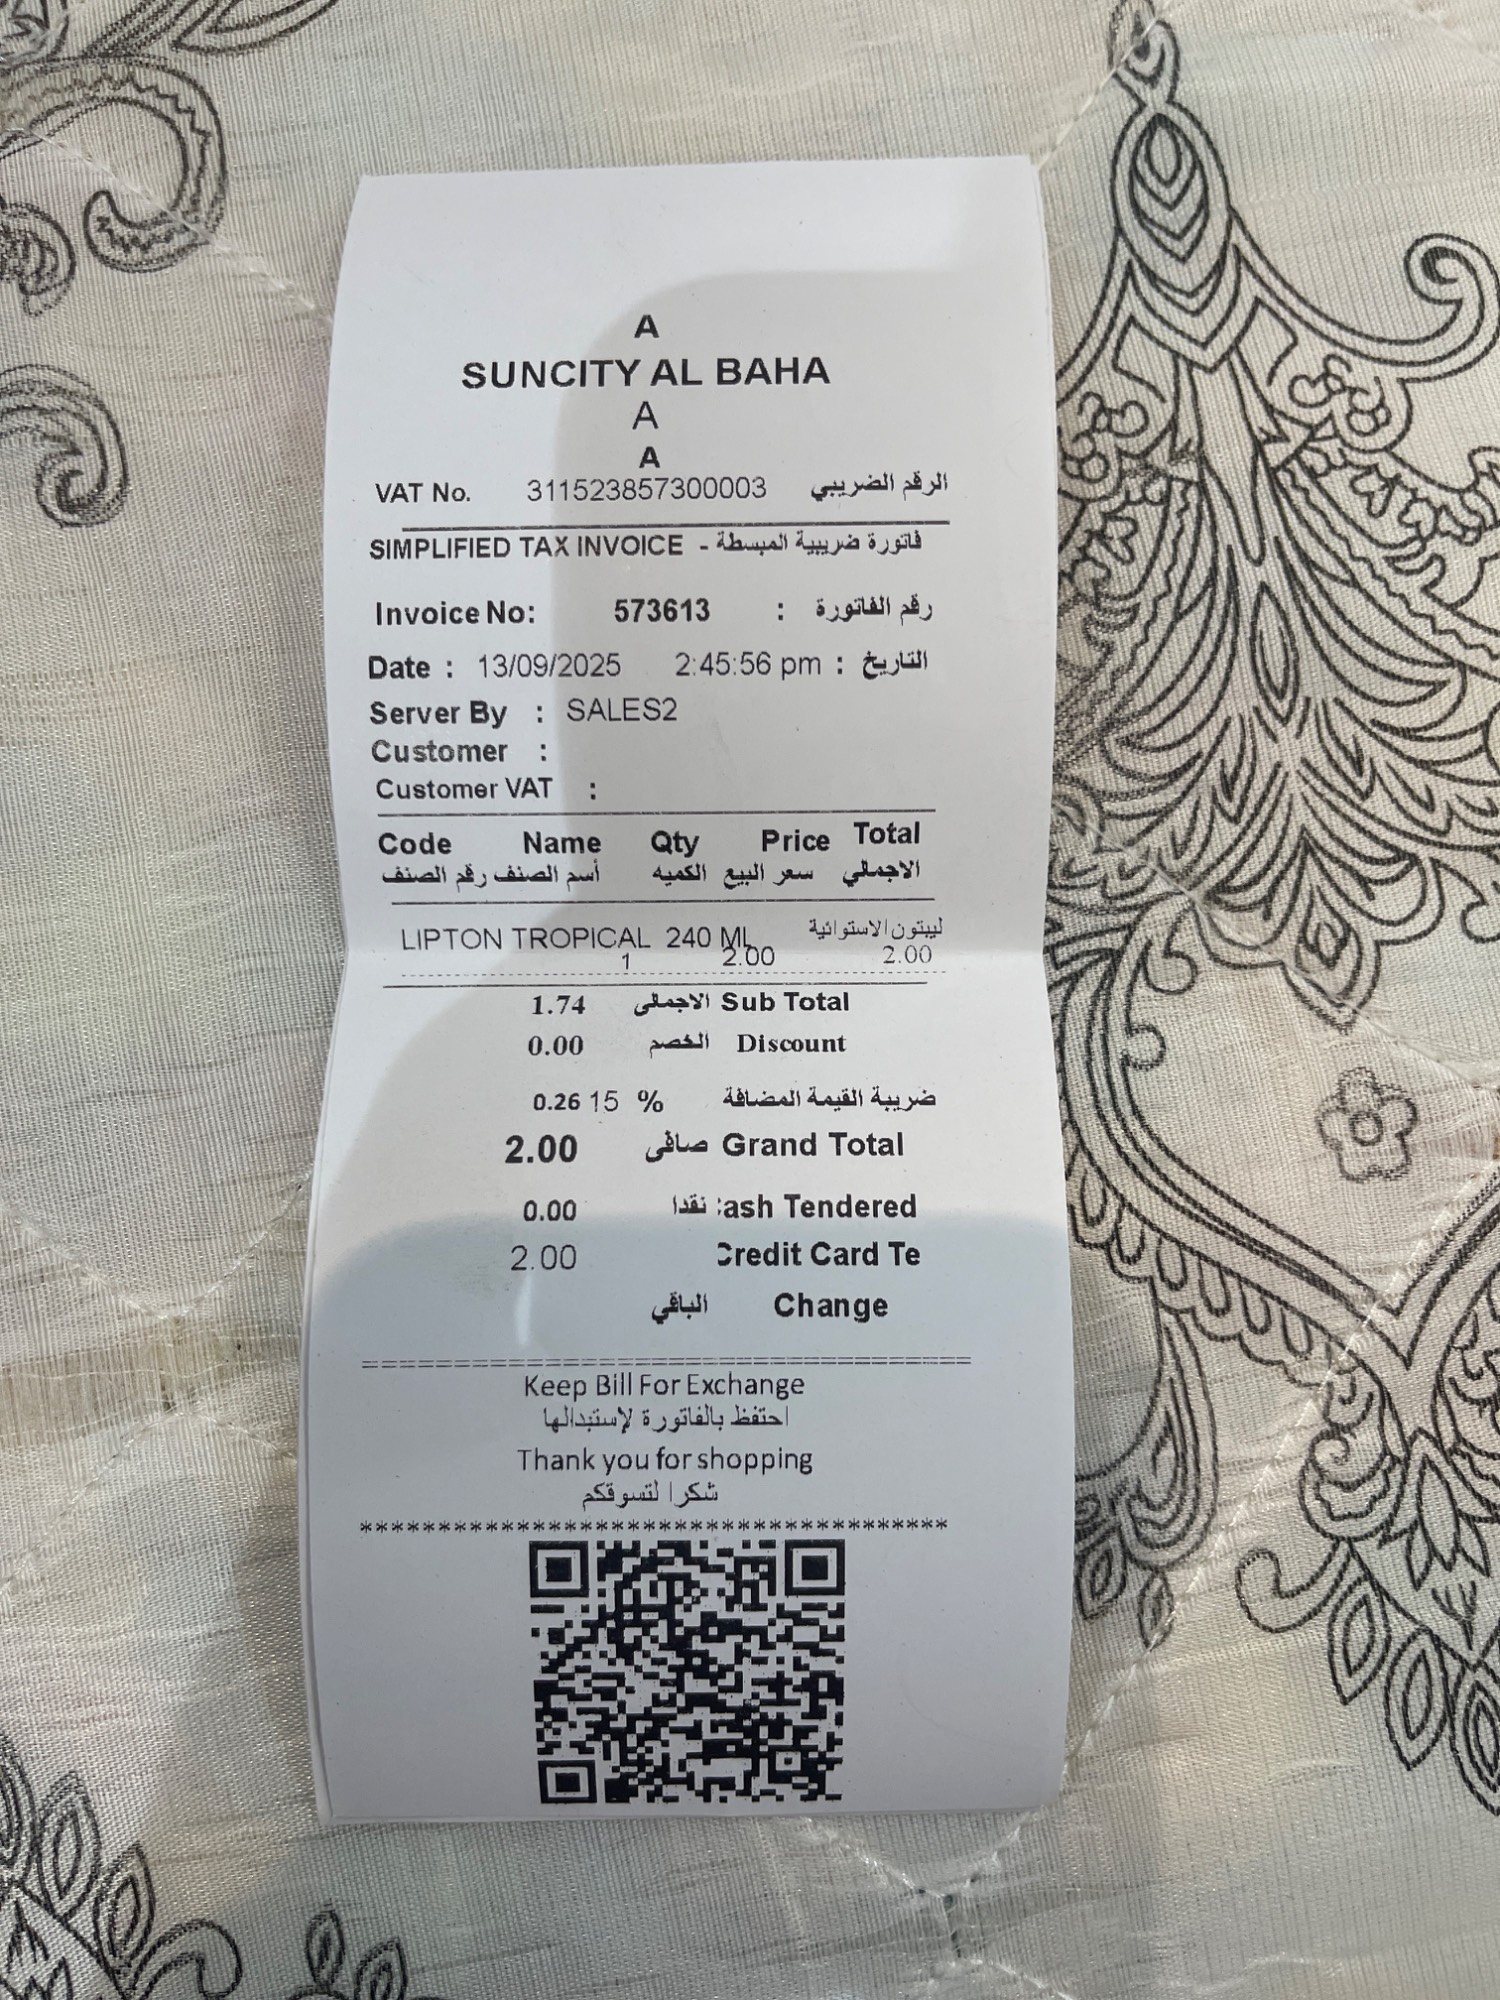 A
SUNCITY AL BAHA
A
A
VAT No. 311523857300003 الرقم الضريبي
SIMPLIFIED TAX INVOICE - فاتورة ضريبية المبسطة
Invoice No: 573613 : رقم الفاتورة
Date : 13/09/2025 2:45:56 pm : التاريخ
Server By : SALES2
Customer :
Customer VAT :
Code Name Qty Price Total
رقم الصنف أسم الصنف الكميه سعر البيع الاجمالي
LIPTON TROPICAL 240 ML ليبتون الاستوائية
1 2.00 2.00
1.74 الاجمالى Sub Total
0.00 الخصم Discount
0.26 15 % ضريبة القيمة المضافة
2.00 صافى Grand Total
0.00 نقدا :ash Tendered
2.00 Credit Card Te
الباقي Change
==================================
Keep Bill For Exchange
احتفظ بالفاتورة لإستبدالها
Thank you for shopping
شكرا لتسوقكم
**************************************